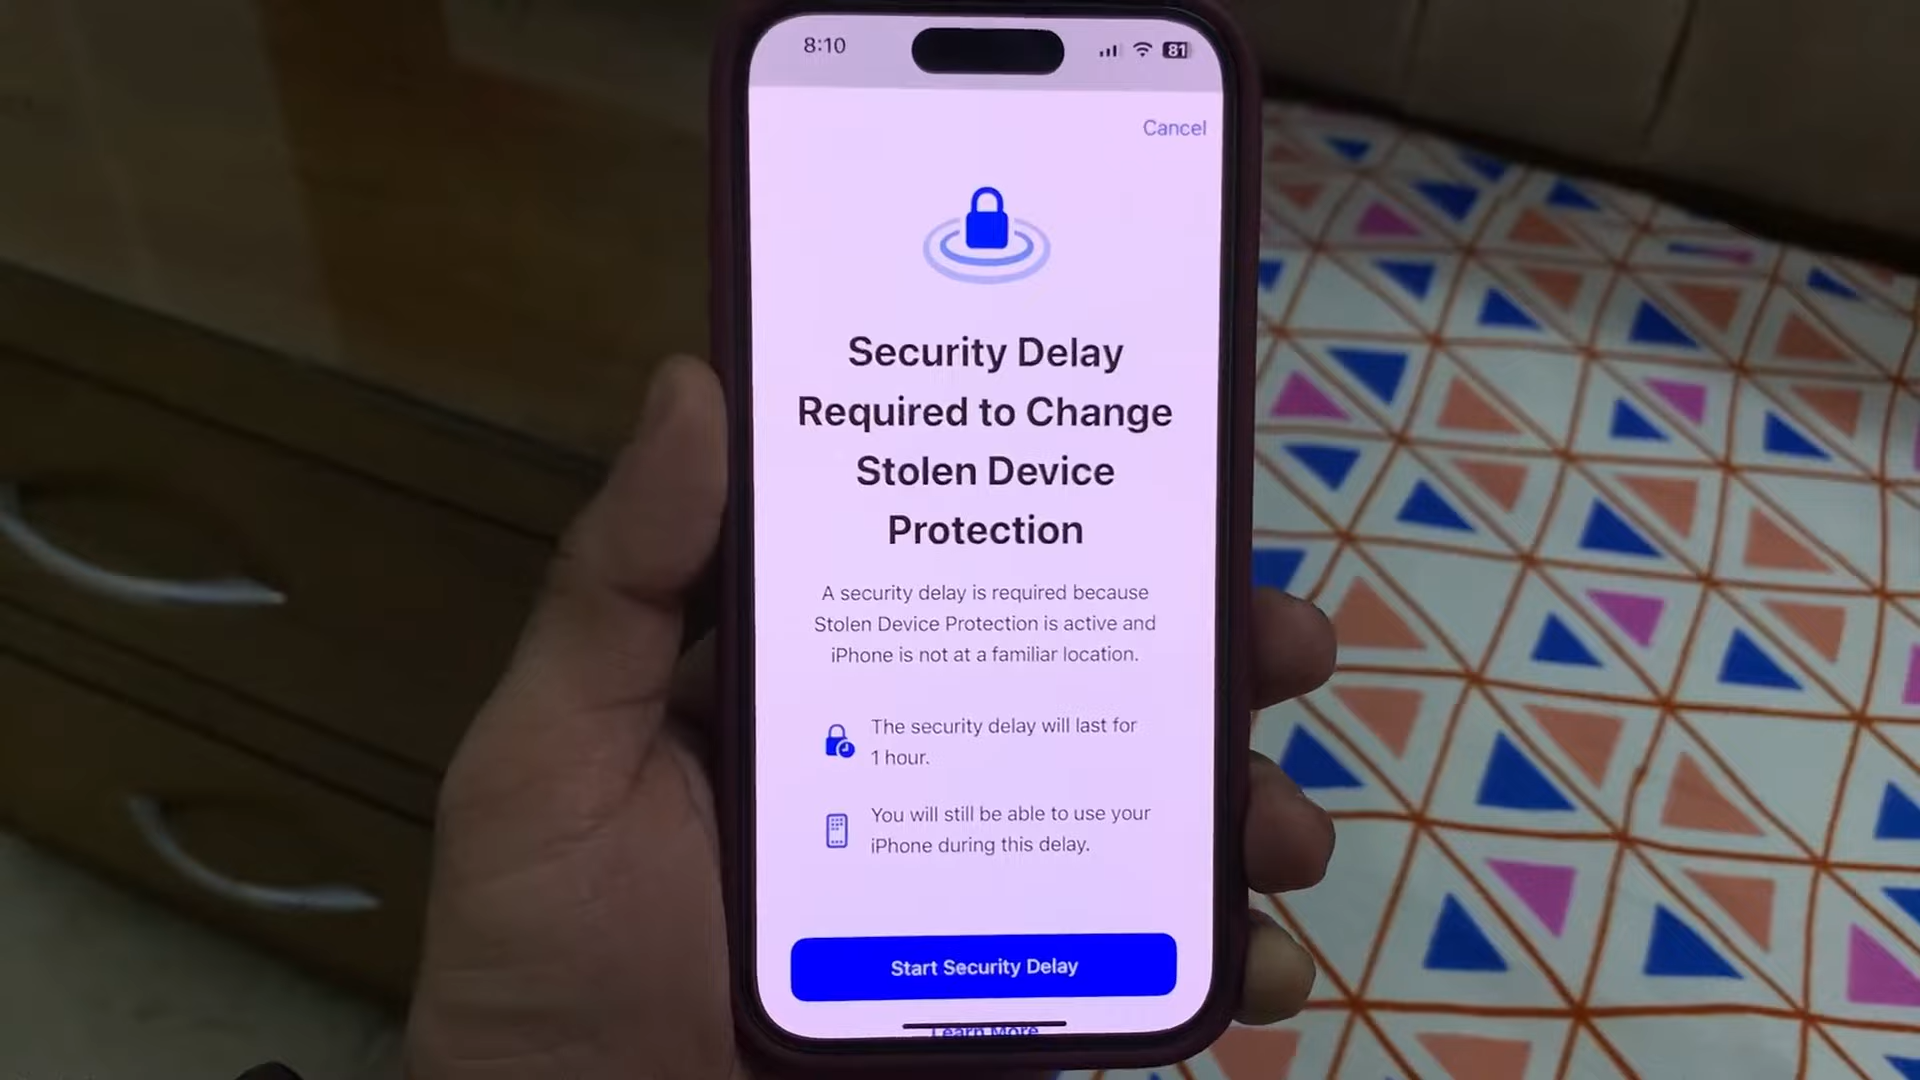 8:10
81
Cancel
Security Delay
Required to Change
Stolen Device
Protection
A security delay is required because
Stolen Device Protection is active and
iPhone is not at a familiar location.
The security delay will last for
1 hour.
You will still be able to use your
iPhone during this delay.
Start Security Delay
Learn More